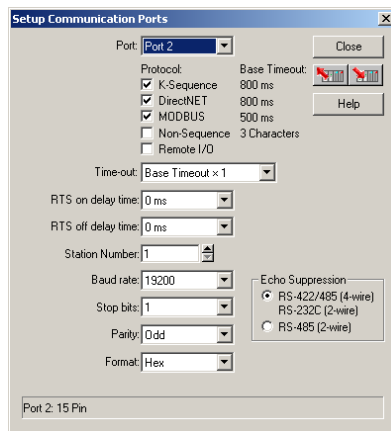 Setup Communication Ports
Port: Port 2 Close
Protocol: Base Timeout:
K-Sequence 800 ms
DirectNET 800 ms
MODBUS 500 ms Help
Non-Sequence 3 Characters
Remote I/O
Time-out: Base Timeout × 1
RTS on delay time: 0 ms
RTS off delay time: 0 ms
Station Number: 1
Baud rate: 19200
Echo Suppression
RS-422/485 (4-wire)
RS-232C (2-wire)
Stop bits: 1
RS-485 (2-wire)
Parity: Odd
Format: Hex
Port 2: 15 Pin